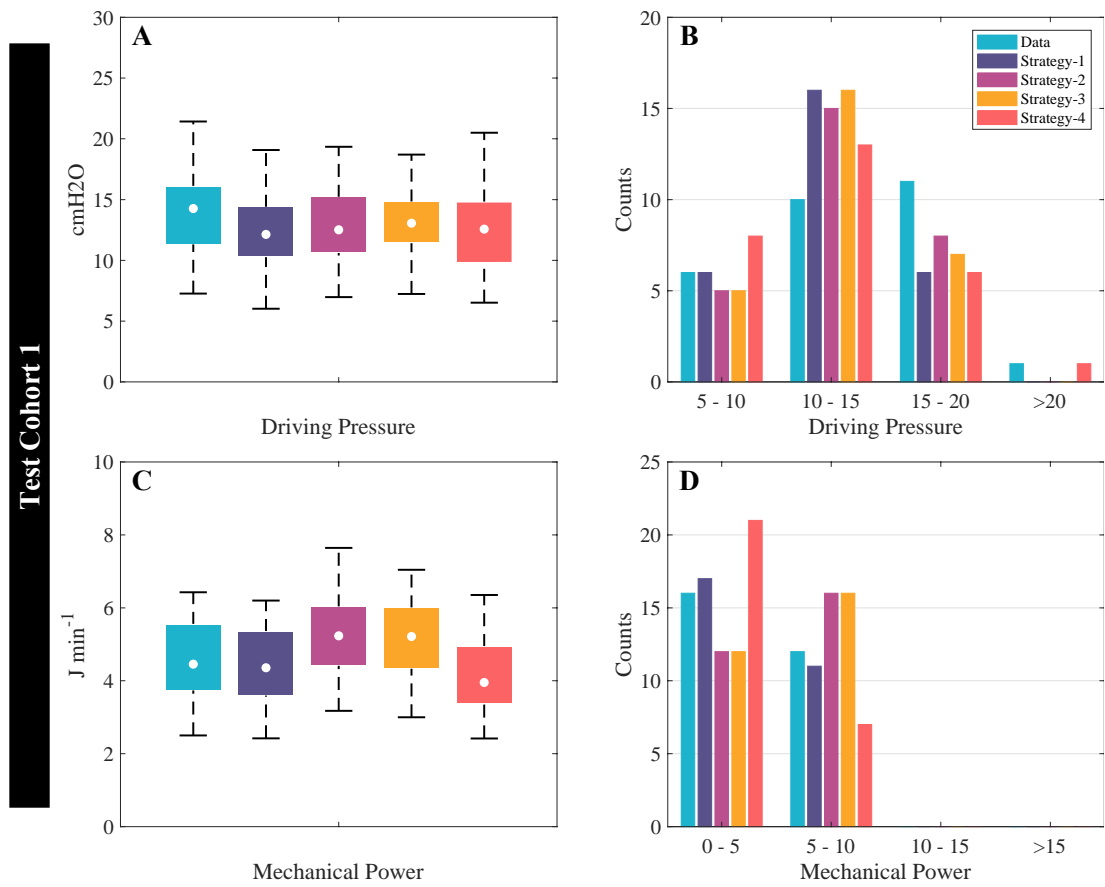 Test Cohort 1
A
30
25
20
15
10
5
0
cmH2O
Driving Pressure
B
20
15
10
5
0
Counts
Data
Strategy-1
Strategy-2
Strategy-3
Strategy-4
5 - 10 10 - 15 15 - 20 >20
Driving Pressure
C
10
8
6
4
2
0
J min-1
Mechanical Power
D
25
20
15
10
5
0
Counts
0 - 5 5 - 10 10 - 15 >15
Mechanical Power